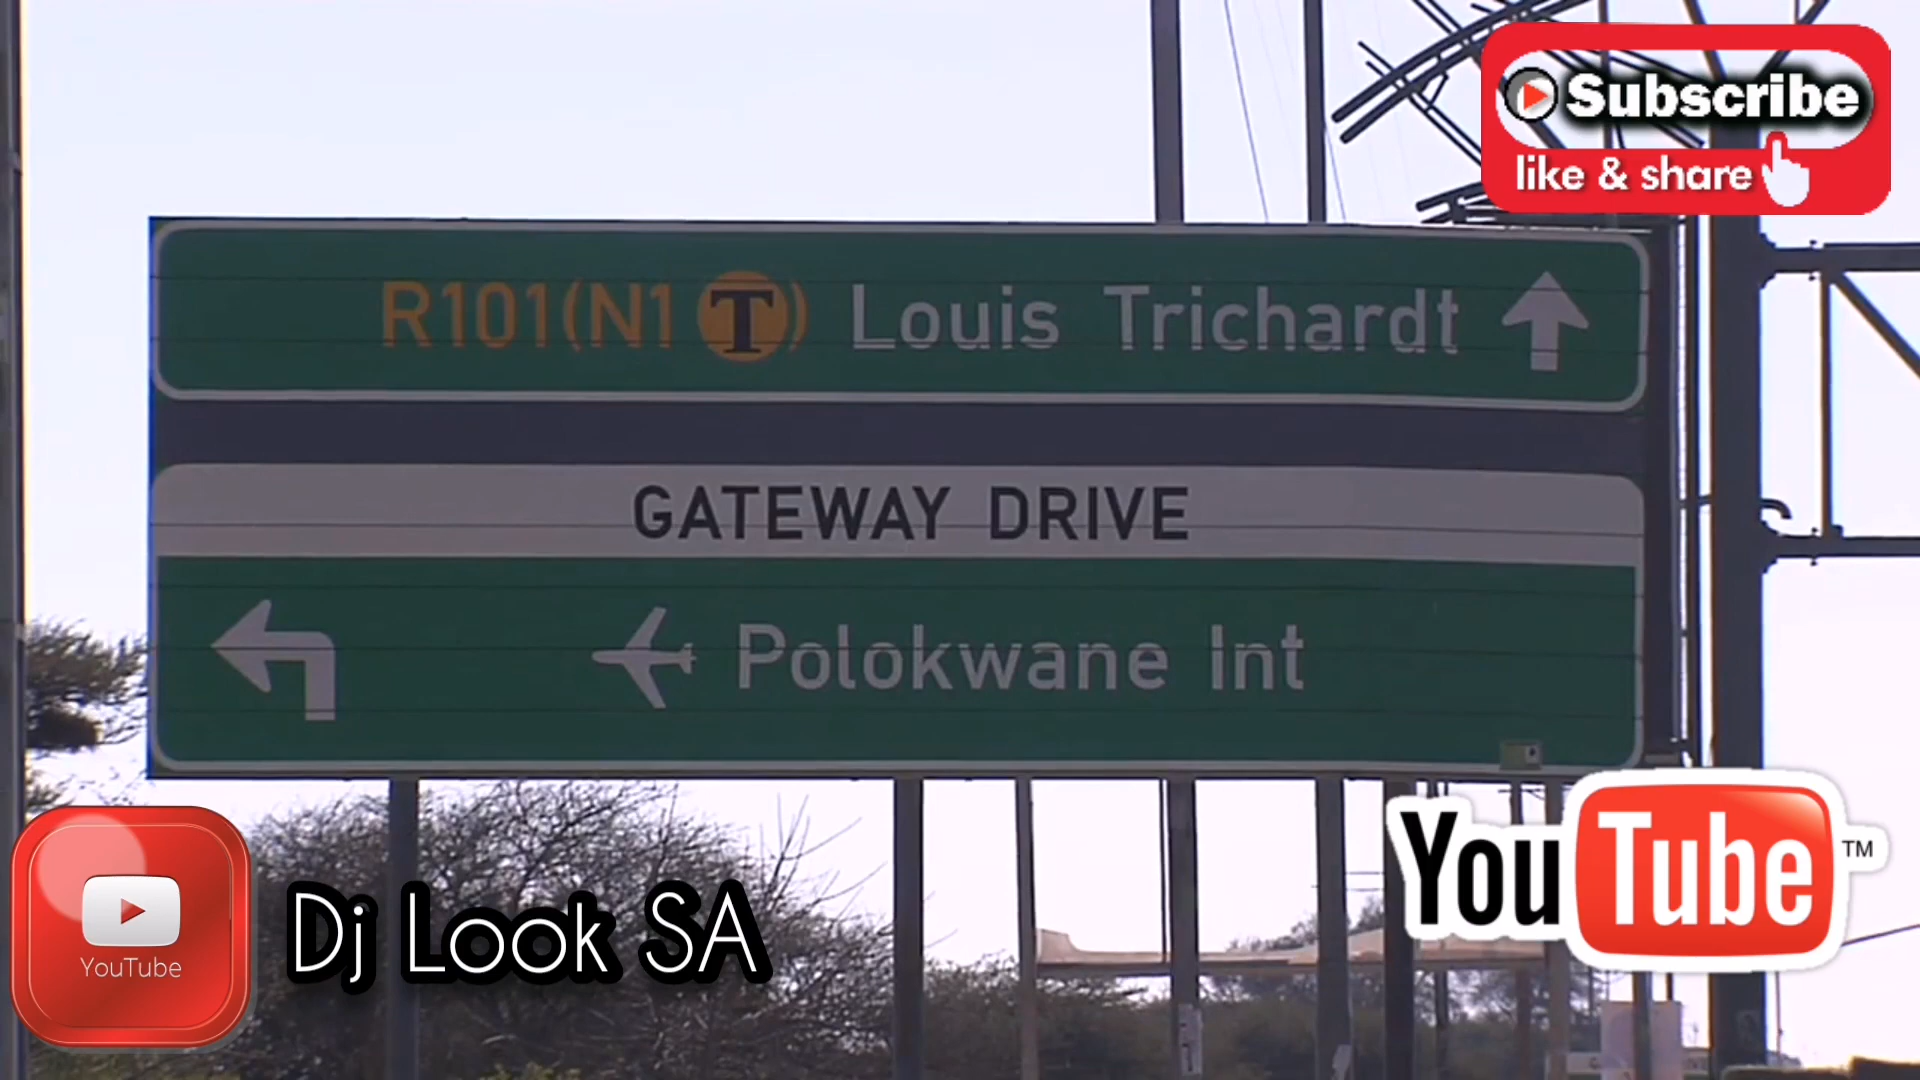 Subscribe
like & share
R101(N1 T) Louis Trichardt
GATEWAY DRIVE
Polokwane Int
YouTube
Dj Look SA
YouTube™